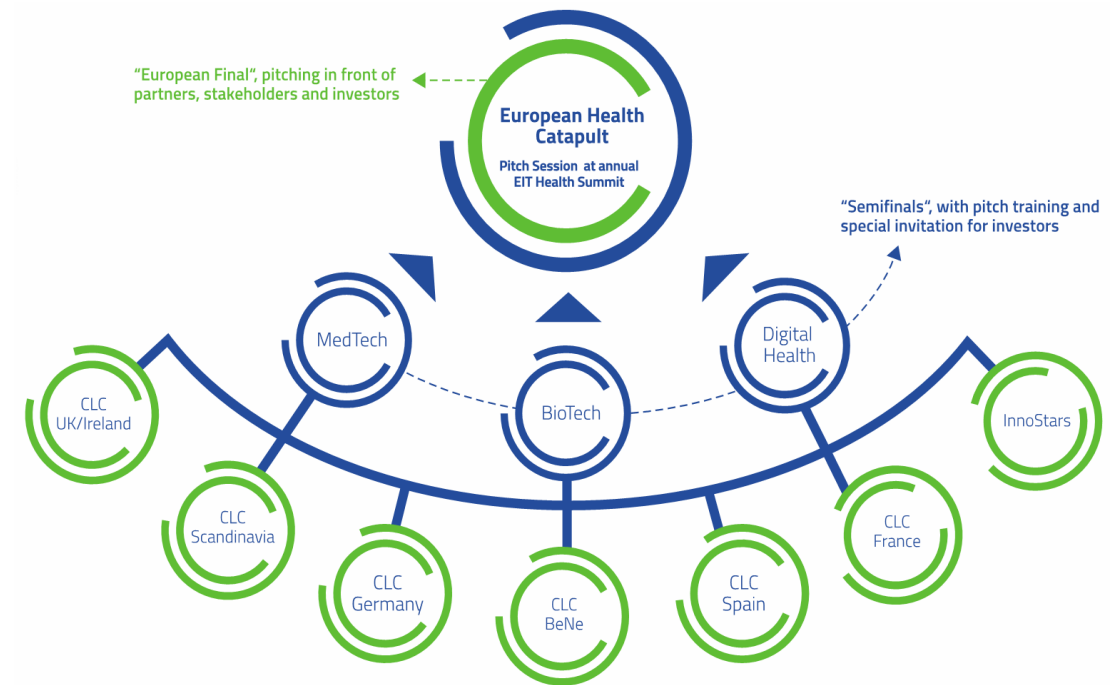 “European Final“, pitching in front of
partners, stakeholders and investors
European Health
Catapult
Pitch Session at annual
EIT Health Summit
“Semifinals“, with pitch training and
special invitation for investors
MedTech
BioTech
Digital
Health
CLC
UK/Ireland
CLC
Scandinavia
CLC
Germany
CLC
BeNe
CLC
Spain
CLC
France
InnoStars